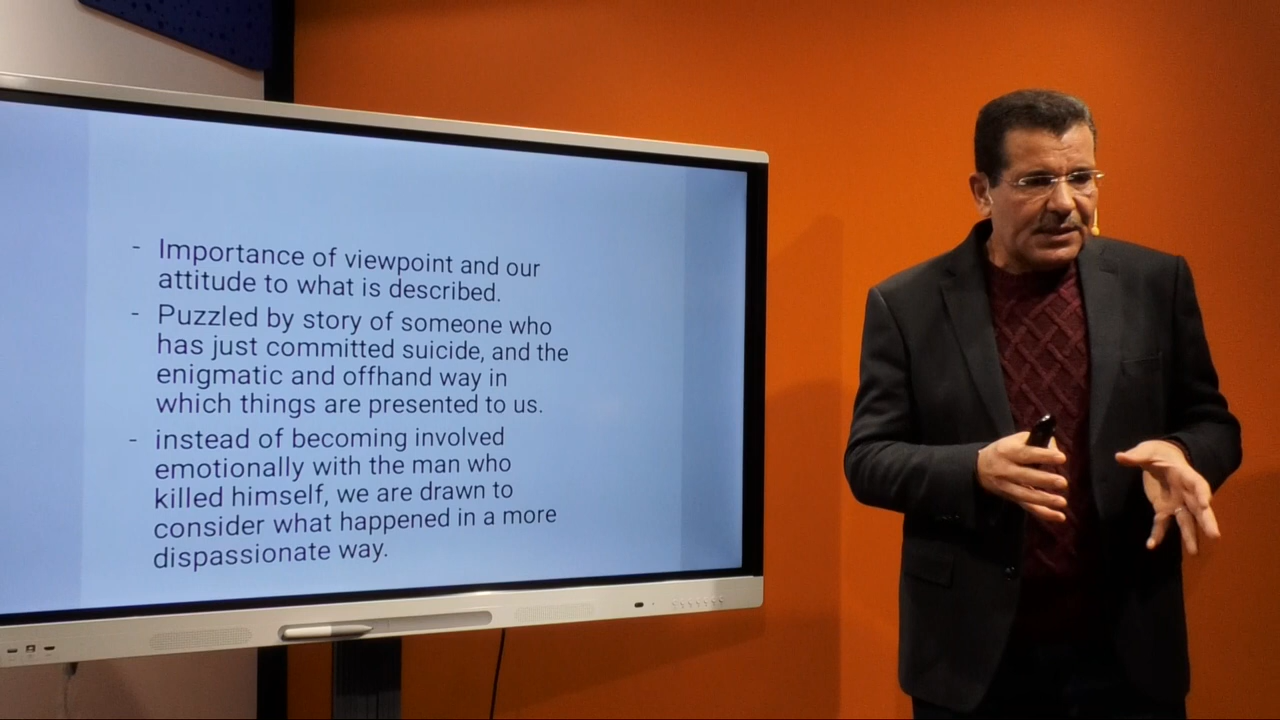 - Importance of viewpoint and our
attitude to what is described.
- Puzzled by story of someone who
has just committed suicide, and the
enigmatic and offhand way in
which things are presented to us.
- instead of becoming involved
emotionally with the man who
killed himself, we are drawn to
consider what happened in a more
dispassionate way.